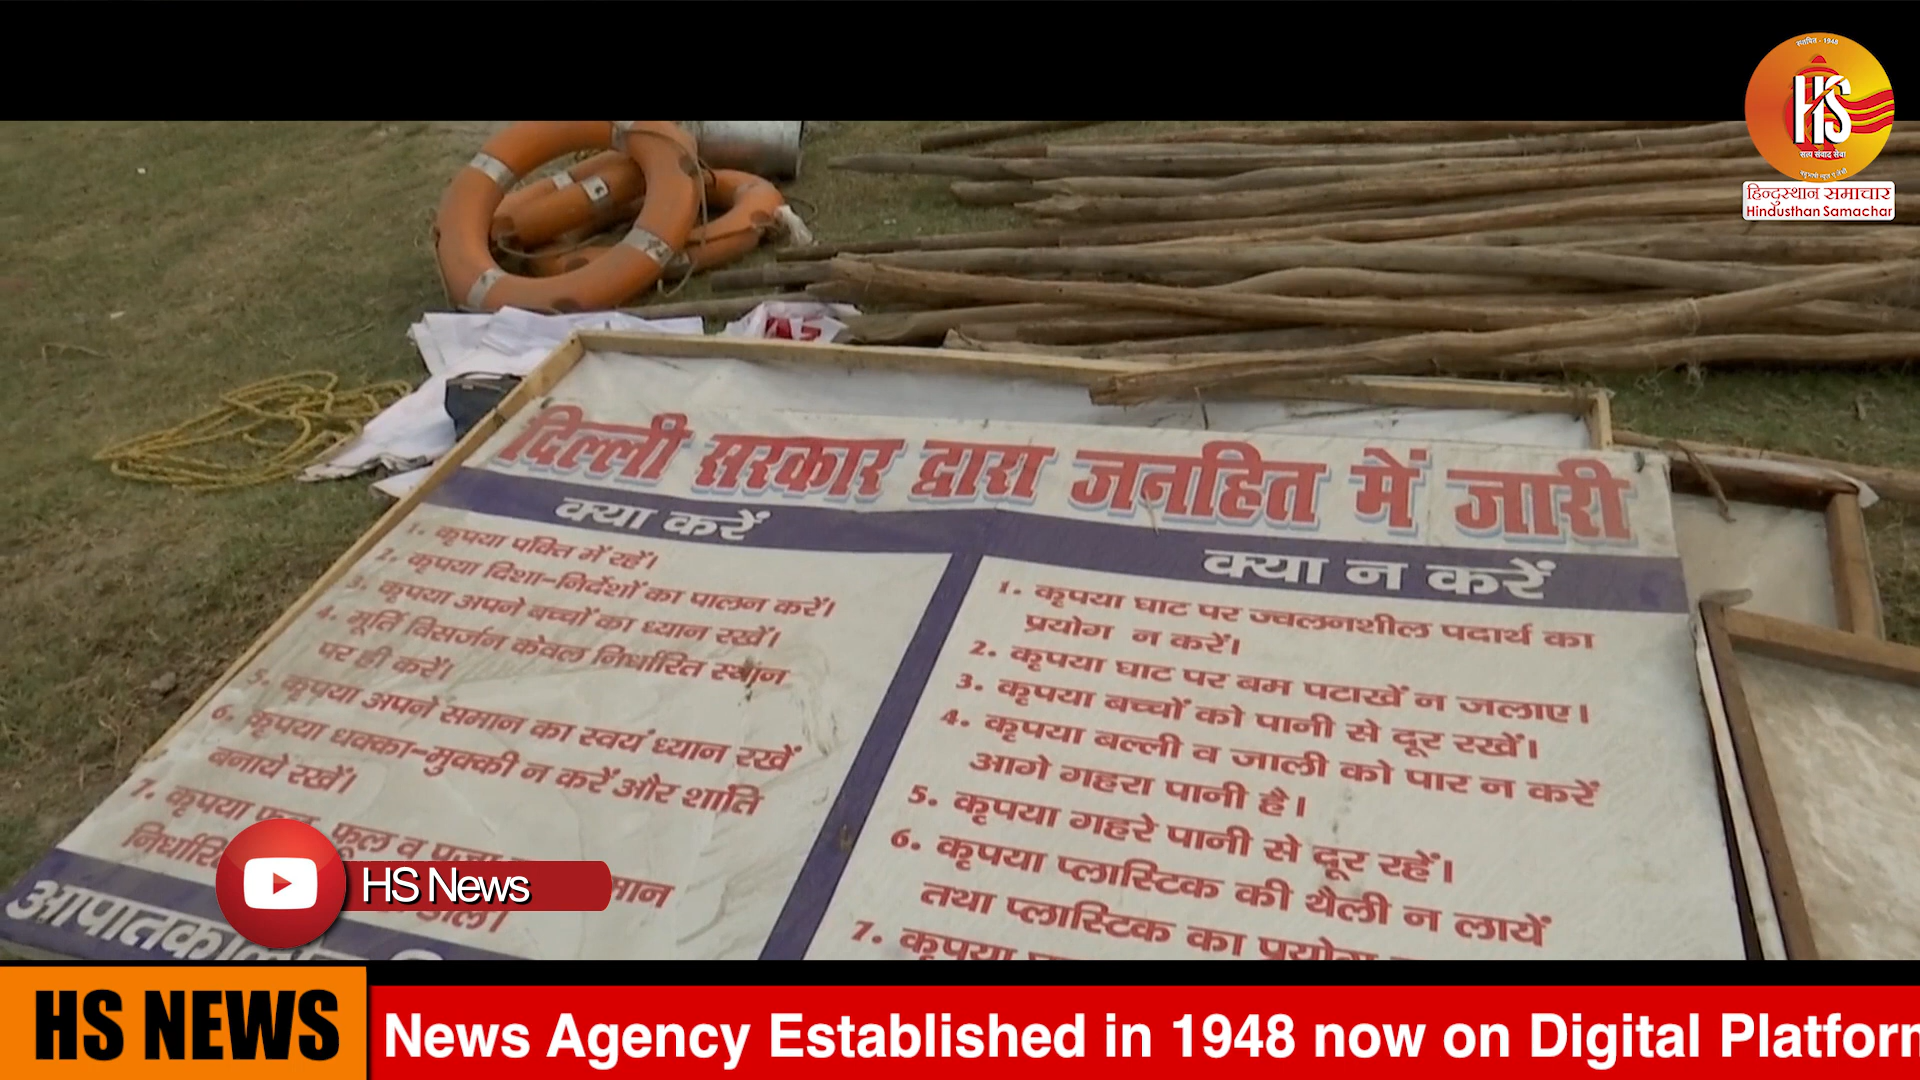 HS
सत्य संवाद सेवा
हिन्दुस्थान समाचार
Hindusthan Samachar
दिल्ली सरकार द्वारा जनहित में जारी
क्या करें
1. कृपया पंक्ति में रहें।
2. कृपया दिशा-निर्देशों का पालन करें।
3. कृपया अपने बच्चों का ध्यान रखें।
4. मूर्ति विसर्जन केवल निर्धारित स्थान
पर ही करें।
5. कृपया अपने समान का स्वयं ध्यान रखें
6. कृपया धक्का-मुक्की न करें और शांति
बनाये रखें।
7. कृपया फूल व
क्या न करें
1. कृपया घाट पर ज्वलनशील पदार्थ का
प्रयोग न करें।
2. कृपया घाट पर बम पटाखें न जलाए।
3. कृपया बच्चों को पानी से दूर रखें।
4. कृपया बल्ली व जाली को पार न करें
आगे गहरा पानी है।
5. कृपया गहरे पानी से दूर रहें।
6. कृपया प्लास्टिक की थैली न लायें
तथा प्लास्टिक का प्रयोग
7. कृपया
HS News
HS NEWS
News Agency Established in 1948 now on Digital Platform